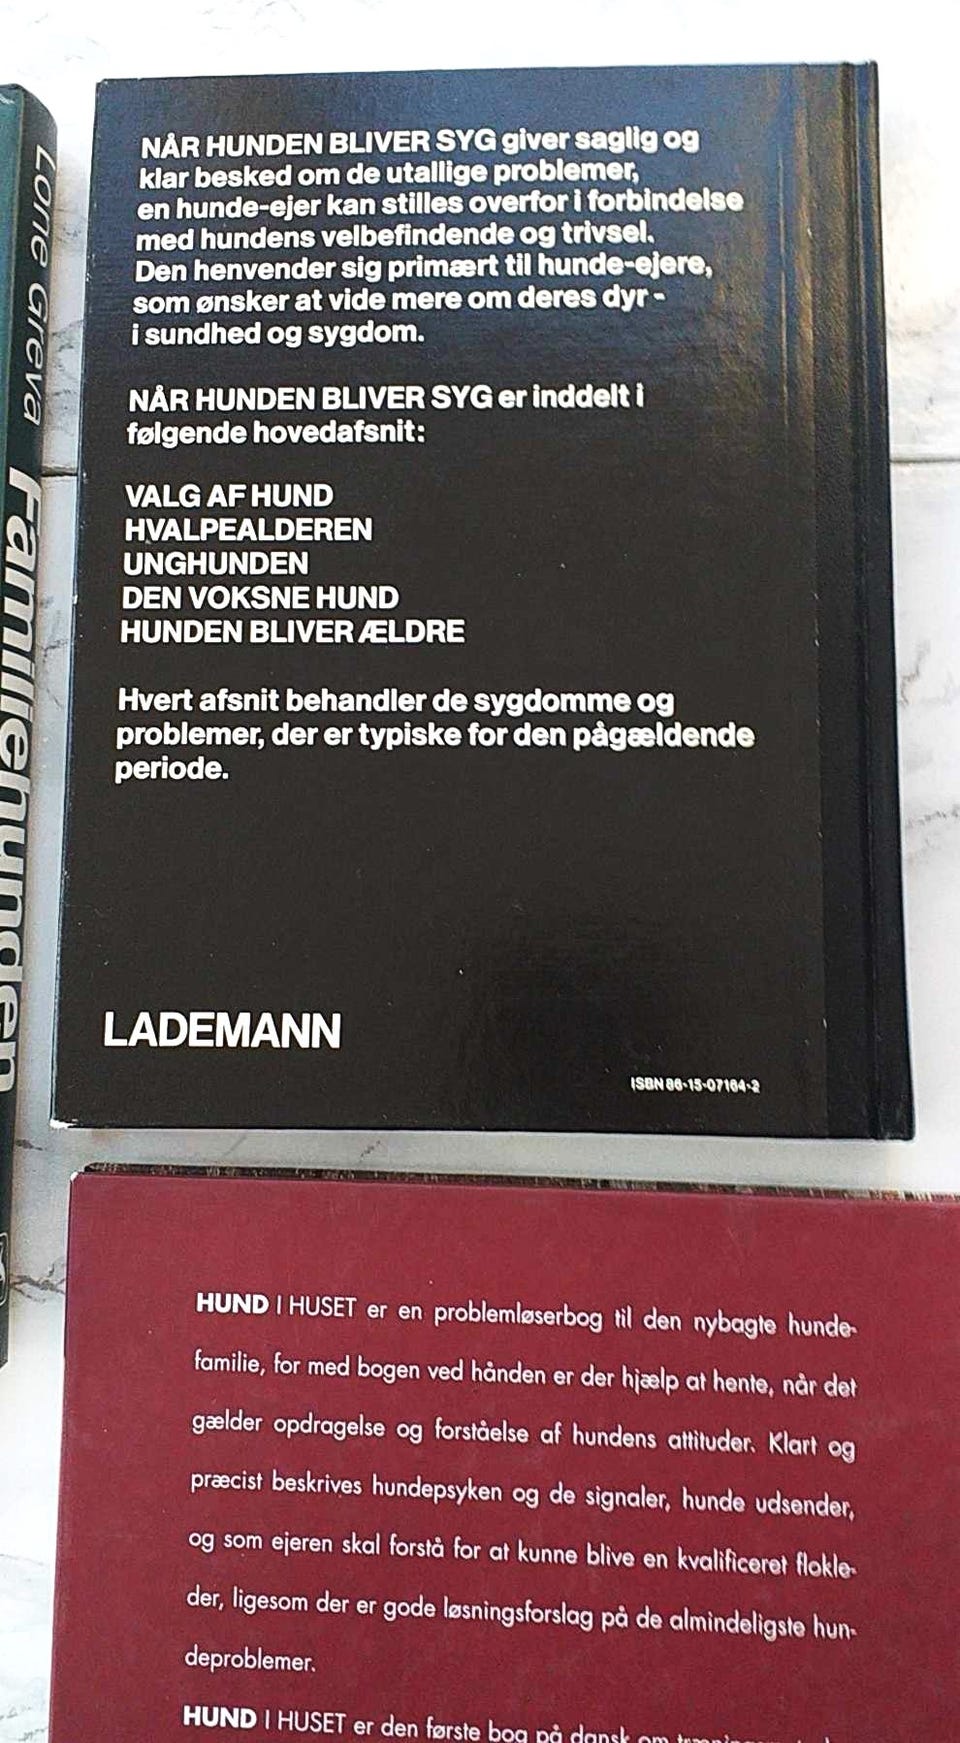 Lone Greva Familiehunden
NÅR HUNDEN BLIVER SYG giver saglig og
klar besked om de utallige problemer,
en hunde-ejer kan stilles overfor i forbindelse
med hundens velbefindende og trivsel.
Den henvender sig primært til hunde-ejere,
som ønsker at vide mere om deres dyr -
i sundhed og sygdom.
NÅR HUNDEN BLIVER SYG er inddelt i
følgende hovedafsnit:
VALG AF HUND
HVALPEALDEREN
UNGHUNDEN
DEN VOKSNE HUND
HUNDEN BLIVER ÆLDRE
Hvert afsnit behandler de sygdomme og
problemer, der er typiske for den pågældende
periode.
LADEMANN
ISBN 86-15-07164-2
HUND I HUSET er en problemløserbog til den nybagte hunde-
familie, for med bogen ved hånden er der hjælp at hente, når det
gælder opdragelse og forståelse af hundens attituder. Klart og
præcist beskrives hundepsyken og de signaler, hunde udsender,
og som ejeren skal forstå for at kunne blive en kvalificeret flokle-
der, ligesom der er gode løsningsforslag på de almindeligste hun-
deproblemer.
HUND I HUSET er den første bog på dansk om